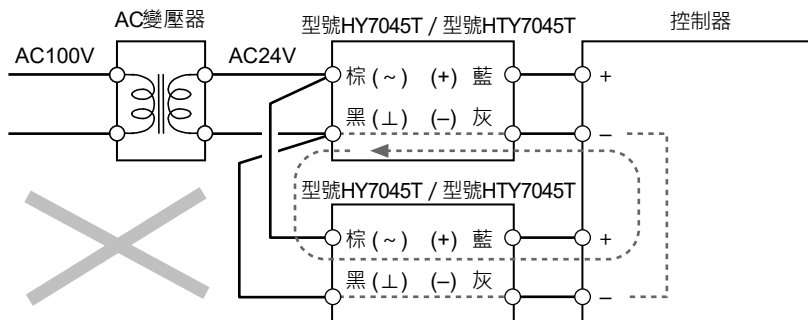 AC變壓器
型號HY7045T / 型號HTY7045T
控制器
AC100V
AC24V
棕 (~) (+) 藍
+
黑 (⊥) (–) 灰
–
型號HY7045T / 型號HTY7045T
棕 (~) (+) 藍
+
黑 (⊥) (–) 灰
–